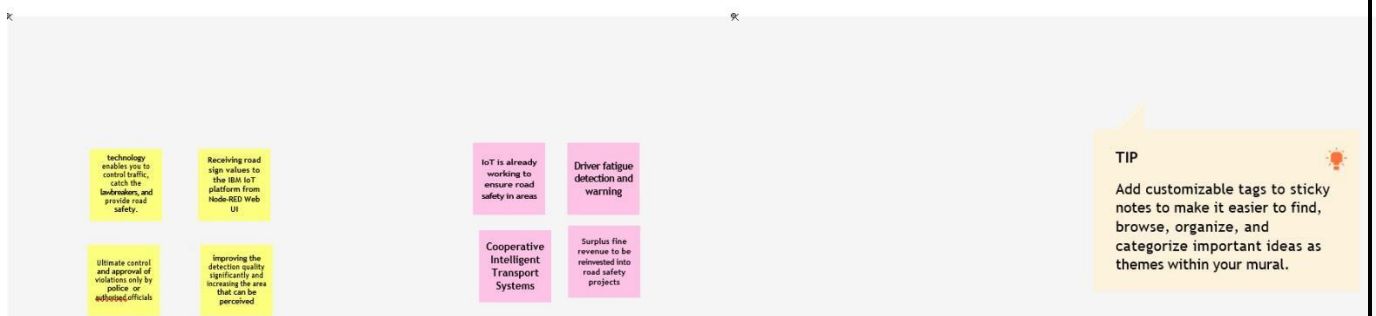 technology
enables you to
control traffic,
catch the
lawbreakers, and
provide road
safety.
Receiving road
sign values to
the IBM IoT
platform from
Node-RED Web
UI
IoT is already
working to
ensure road
safety in areas
Driver fatigue
detection and
warning
Ultimate control
and approval of
violations only by
police or
authorised officials
improving the
detection quality
significantly and
increasing the area
that can be
perceived
Cooperative
Intelligent
Transport
Systems
Surplus fine
revenue to be
reinvested into
road safety
projects
TIP
Add customizable tags to sticky
notes to make it easier to find,
browse, organize, and
categorize important ideas as
themes within your mural.